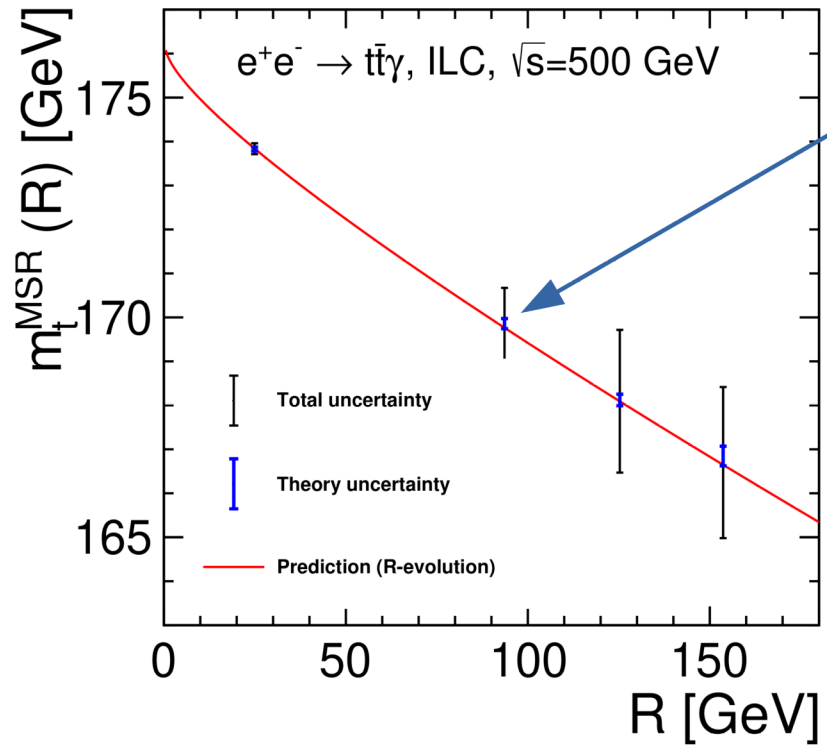 e⁺e⁻ → tt̄γ, ILC, √s=500 GeV
m_t^MSR (R) [GeV]
175
170
165
Total uncertainty
Theory uncertainty
Prediction (R-evolution)
0 50 100 150
R [GeV]